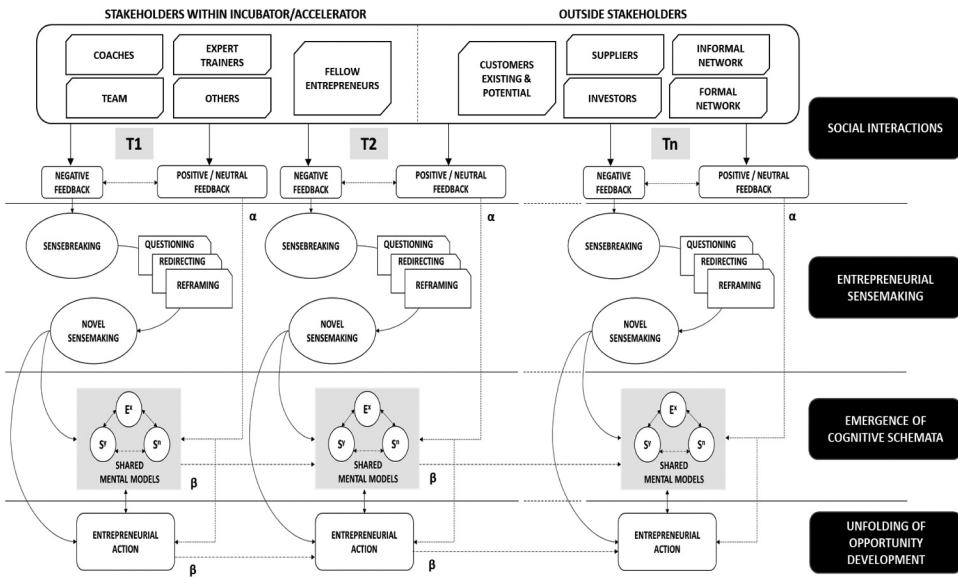 STAKEHOLDERS WITHIN INCUBATOR/ACCELERATOR
OUTSIDE STAKEHOLDERS
COACHES
EXPERT
TRAINERS
TEAM
OTHERS
FELLOW
ENTREPRENEURS
CUSTOMERS
EXISTING &
POTENTIAL
SUPPLIERS
INFORMAL
NETWORK
INVESTORS
FORMAL
NETWORK
SOCIAL INTERACTIONS
T1
T2
Tn
NEGATIVE
FEEDBACK
POSITIVE / NEUTRAL
FEEDBACK
NEGATIVE
FEEDBACK
POSITIVE / NEUTRAL
FEEDBACK
NEGATIVE
FEEDBACK
POSITIVE / NEUTRAL
FEEDBACK
α
α
α
SENSEBREAKING
QUESTIONING
REDIRECTING
REFRAMING
NOVEL
SENSEMAKING
SENSEBREAKING
QUESTIONING
REDIRECTING
REFRAMING
NOVEL
SENSEMAKING
SENSEBREAKING
QUESTIONING
REDIRECTING
REFRAMING
NOVEL
SENSEMAKING
ENTREPRENEURIAL
SENSEMAKING
Eˣ
Sʸ
Sⁿ
SHARED
MENTAL MODELS
β
Eˣ
Sʸ
Sⁿ
SHARED
MENTAL MODELS
β
Eˣ
Sʸ
Sⁿ
SHARED
MENTAL MODELS
EMERGENCE OF
COGNITIVE SCHEMATA
ENTREPRENEURIAL
ACTION
β
ENTREPRENEURIAL
ACTION
β
ENTREPRENEURIAL
ACTION
UNFOLDING OF
OPPORTUNITY
DEVELOPMENT